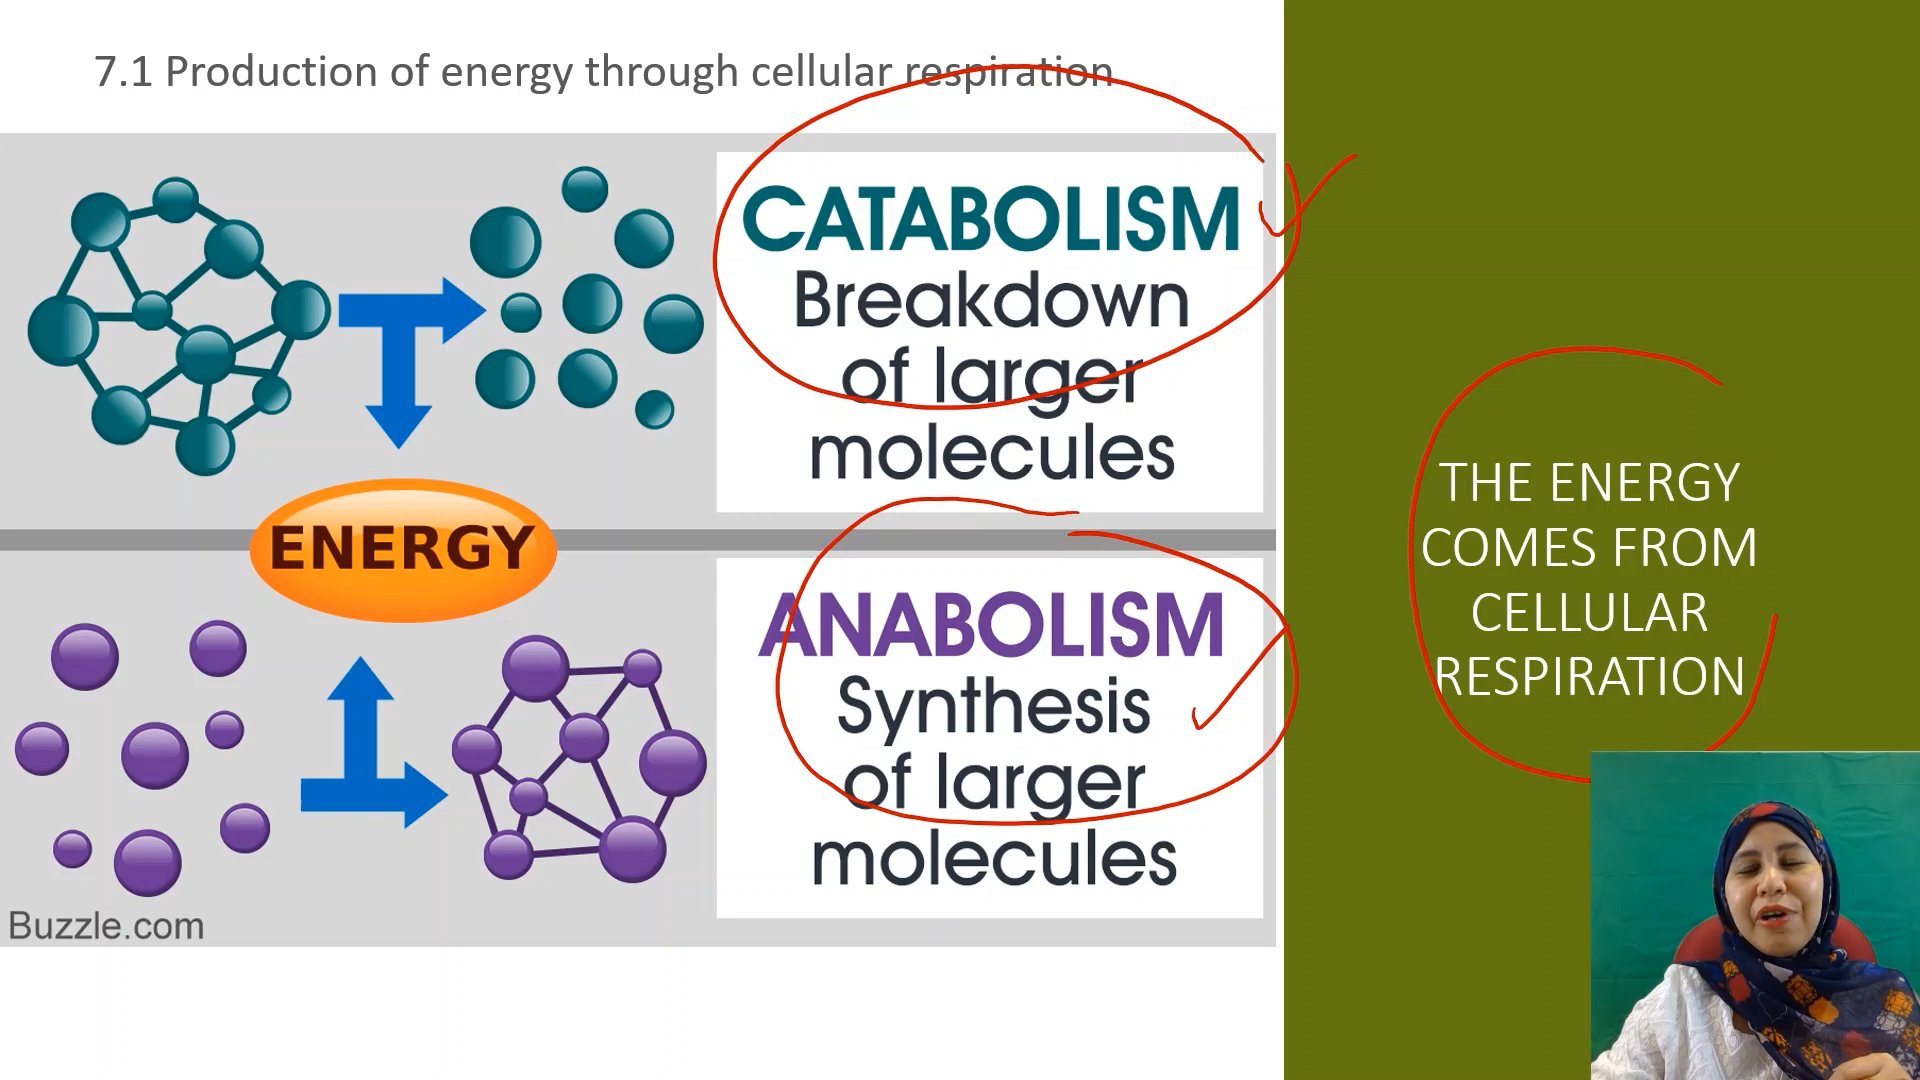 7.1 Production of energy through cellular respiration
CATABOLISM
Breakdown
of larger
molecules
ENERGY
ANABOLISM
Synthesis
of larger
molecules
Buzzle.com
THE ENERGY
COMES FROM
CELLULAR
RESPIRATION